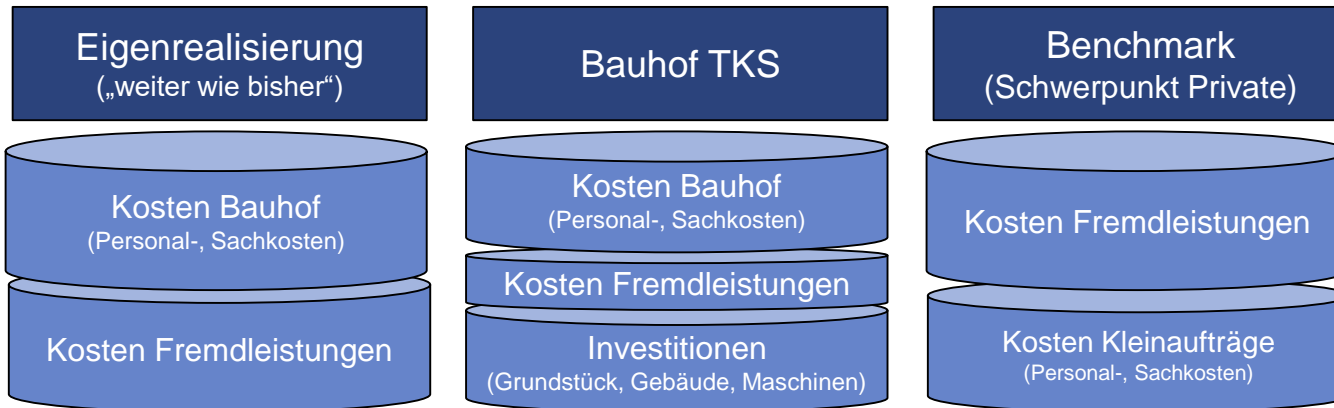 Eigenrealisierung
(„weiter wie bisher“)
Kosten Bauhof
(Personal-, Sachkosten)
Kosten Fremdleistungen
Bauhof TKS
Kosten Bauhof
(Personal-, Sachkosten)
Kosten Fremdleistungen
Investitionen
(Grundstück, Gebäude, Maschinen)
Benchmark
(Schwerpunkt Private)
Kosten Fremdleistungen
Kosten Kleinaufträge
(Personal-, Sachkosten)